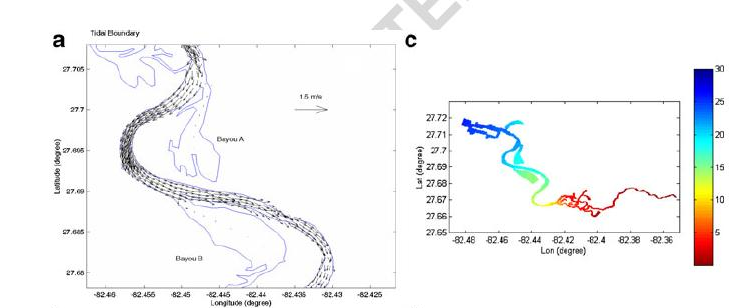 TE
a
Tidal Boundary
c
27.705
27.7
27.695
27.69
27.685
27.68
1.5 m/s
Bayou A
Bayou B
Latitude (degree)
-82.46 -82.455 -82.45 -82.445 -82.44 -82.435 -82.43 -82.425
Longitude (degree)
27.72
27.71
27.7
27.69
27.68
27.67
27.66
27.65
Lat (degree)
-82.48 -82.46 -82.44 -82.42 -82.4 -82.38 -82.36
Lon (degree)
30
25
20
15
10
5